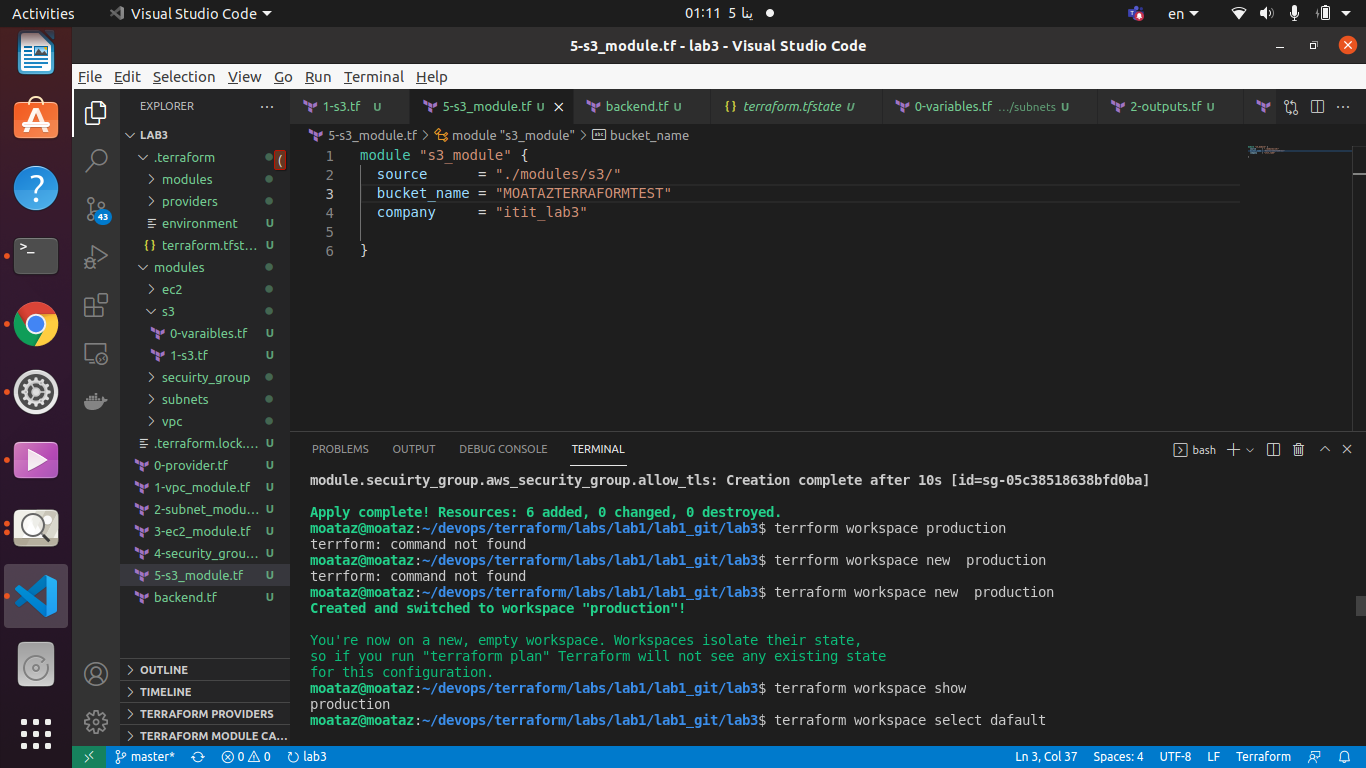 Activities
Visual Studio Code
01:11 5 ينا
en
5-s3_module.tf - lab3 - Visual Studio Code
File Edit Selection View Go Run Terminal Help
EXPLORER
1-s3.tf U
5-s3_module.tf U
backend.tf U
{} terraform.tfstate U
0-variables.tf .../subnets U
2-outputs.tf U
LAB3
.terraform
modules
providers
environment U
{} terraform.tfst... U
modules
ec2
s3
0-varaibles.tf U
1-s3.tf U
secuirty_group
subnets
vpc
.terraform.lock.... U
0-provider.tf U
1-vpc_module.tf U
2-subnet_modu... U
3-ec2_module.tf U
4-security_grou... U
5-s3_module.tf U
backend.tf U
OUTLINE
TIMELINE
TERRAFORM PROVIDERS
TERRAFORM MODULE CA...
43
5-s3_module.tf > module "s3_module" > bucket_name
1 module "s3_module" {
2 source = "./modules/s3/"
3 bucket_name = "MOATAZTERRAFORMTEST"
4 company = "itit_lab3"
5
6 }
PROBLEMS OUTPUT DEBUG CONSOLE TERMINAL
bash
module.secuirty_group.aws_security_group.allow_tls: Creation complete after 10s [id=sg-05c38518638bfd0ba]
Apply complete! Resources: 6 added, 0 changed, 0 destroyed.
moataz@moataz:~/devops/terraform/labs/lab1/lab1_git/lab3$ terrform workspace production
terrform: command not found
moataz@moataz:~/devops/terraform/labs/lab1/lab1_git/lab3$ terrform workspace new  production
terrform: command not found
moataz@moataz:~/devops/terraform/labs/lab1/lab1_git/lab3$ terraform workspace new  production
Created and switched to workspace "production"!
You're now on a new, empty workspace. Workspaces isolate their state,
so if you run "terraform plan" Terraform will not see any existing state
for this configuration.
moataz@moataz:~/devops/terraform/labs/lab1/lab1_git/lab3$ terraform workspace show
production
moataz@moataz:~/devops/terraform/labs/lab1/lab1_git/lab3$ terraform workspace select dafault
master* 0 0 lab3
Ln 3, Col 37 Spaces: 4 UTF-8 LF Terraform